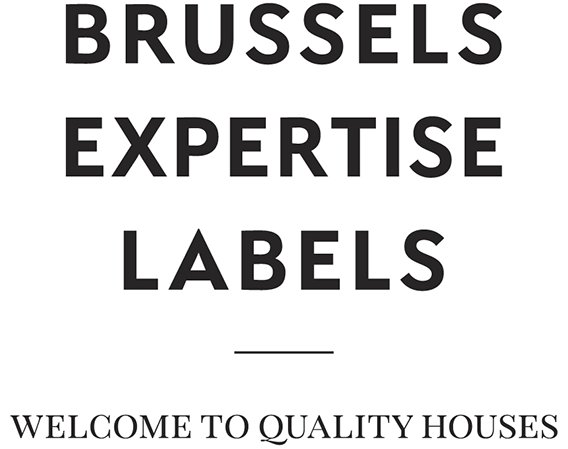 BRUSSELS
EXPERTISE
LABELS
WELCOME TO QUALITY HOUSES